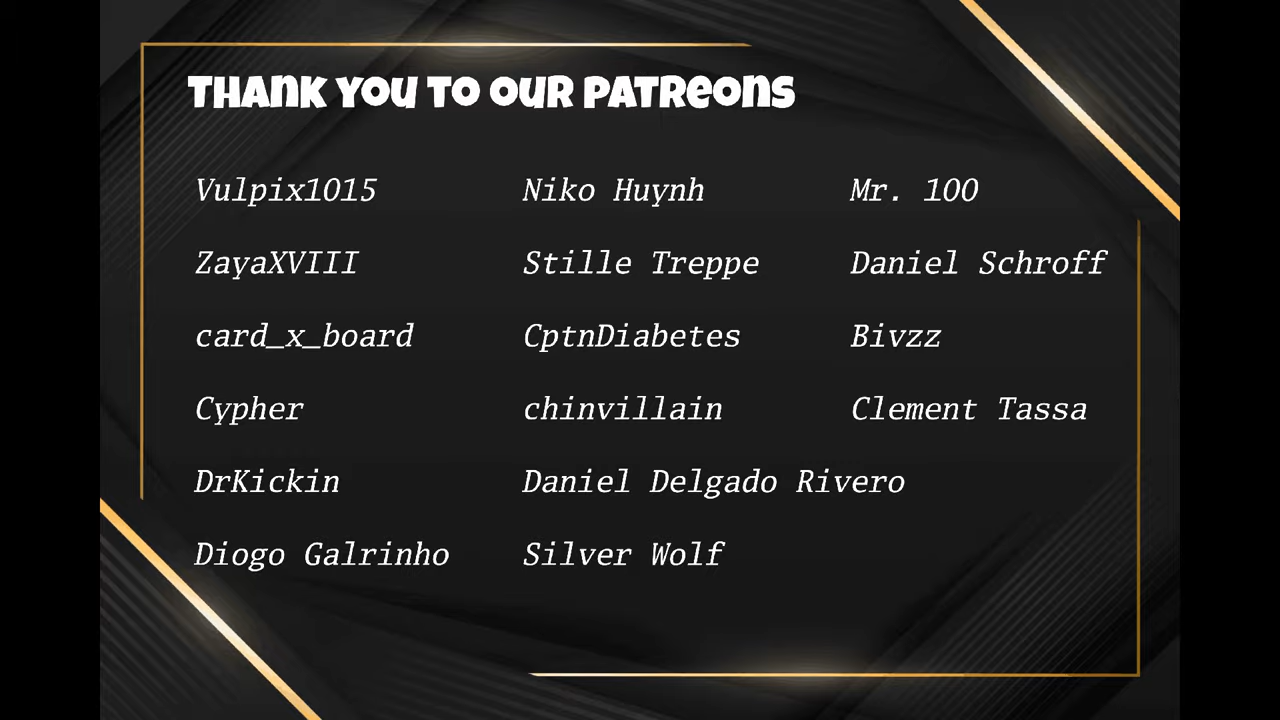 THANK YOU TO OUR PATREONS
Vulpix1015
ZayaXVIII
card_x_board
Cypher
DrKickin
Diogo Galrinho
Niko Huynh
Stille Treppe
CptnDiabetes
chinvillain
Daniel Delgado Rivero
Silver Wolf
Mr. 100
Daniel Schroff
Bivzz
Clement Tassa